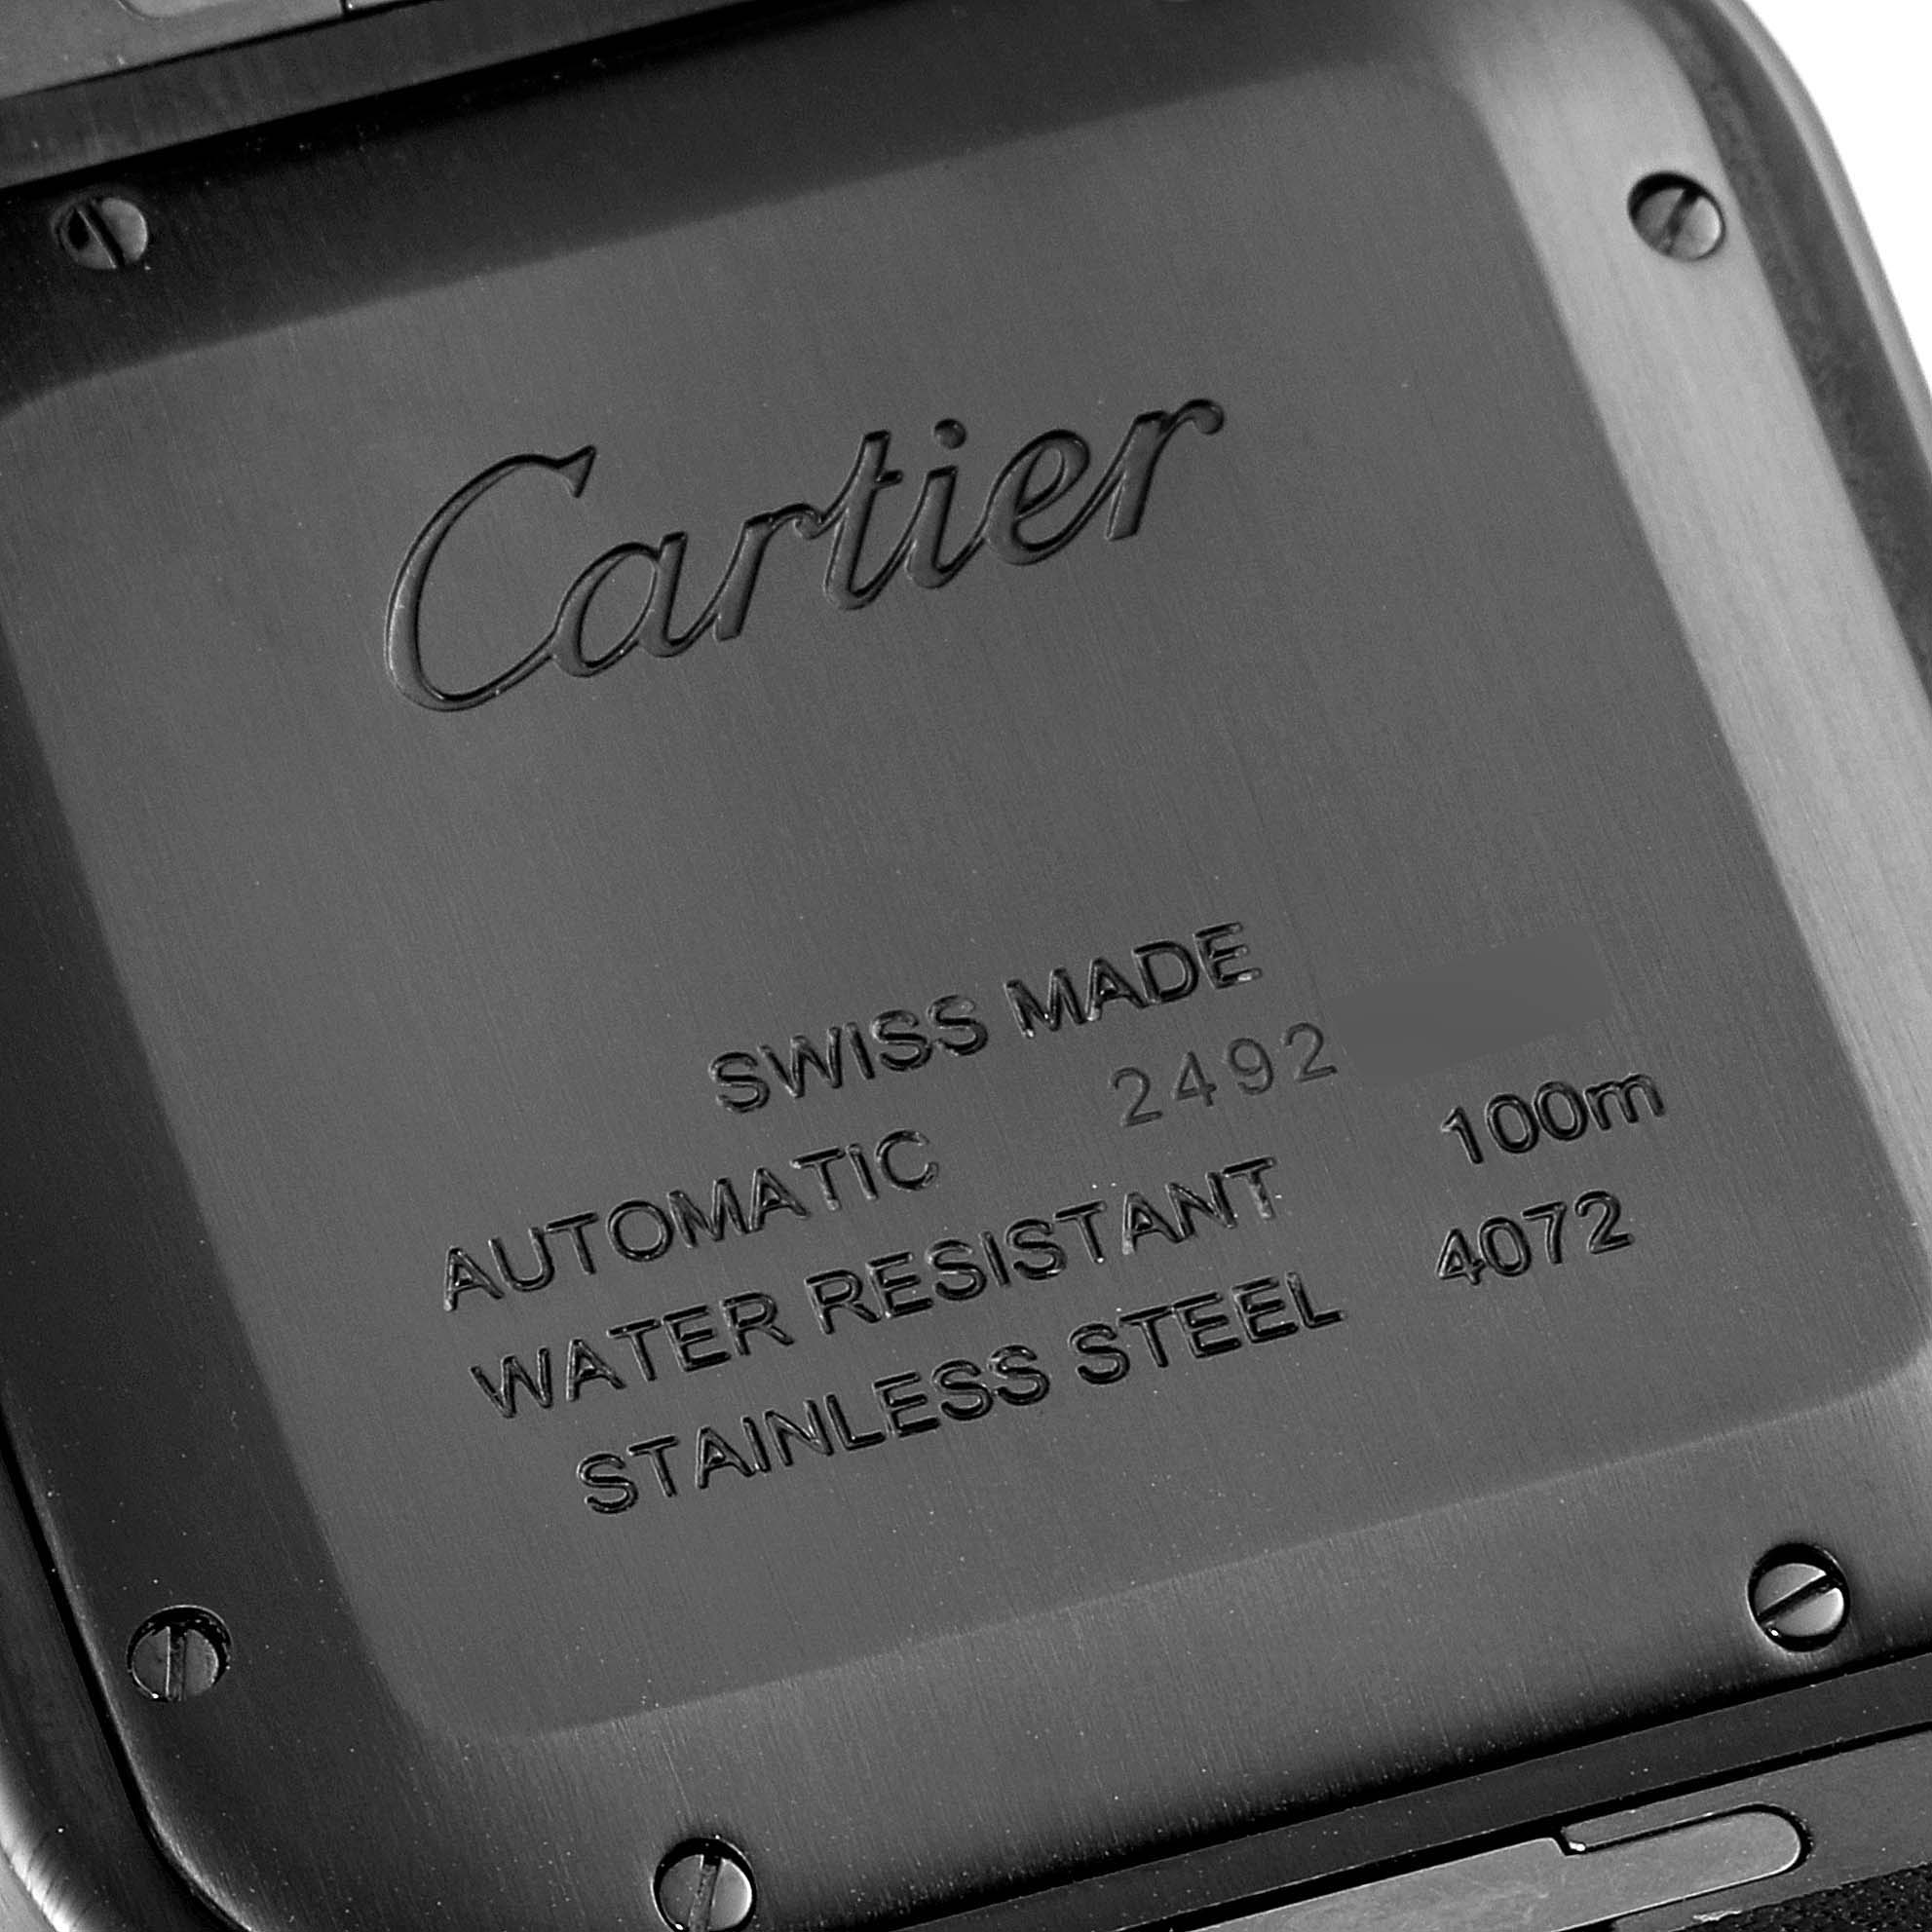 Cartier
SWISS MADE
AUTOMATIC 2492
WATER RESISTANT 100m
STAINLESS STEEL 4072